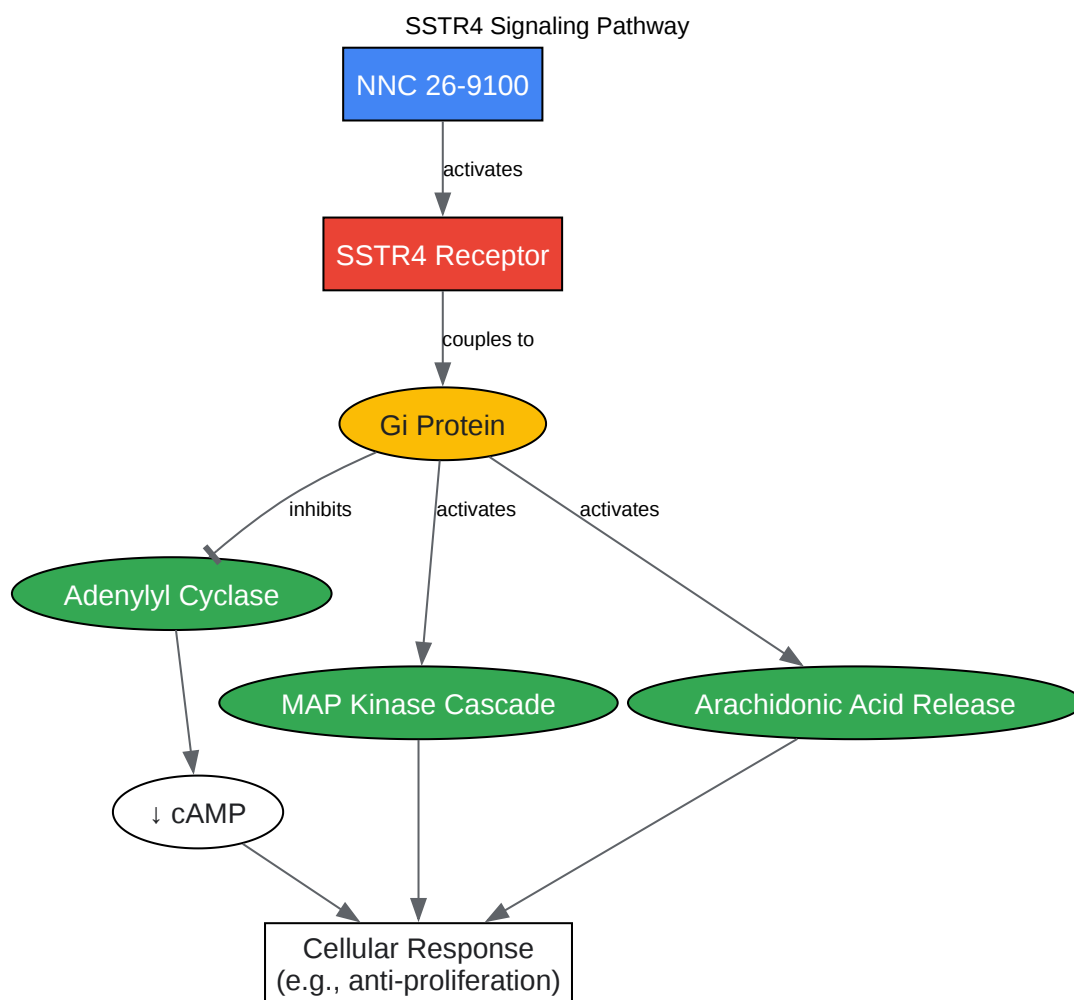 SSTR4 Signaling Pathway
NNC 26-9100
activates
SSTR4 Receptor
couples to
Gi Protein
inhibits
activates
activates
Adenylyl Cyclase
MAP Kinase Cascade
Arachidonic Acid Release
↓ cAMP
Cellular Response
(e.g., anti-proliferation)